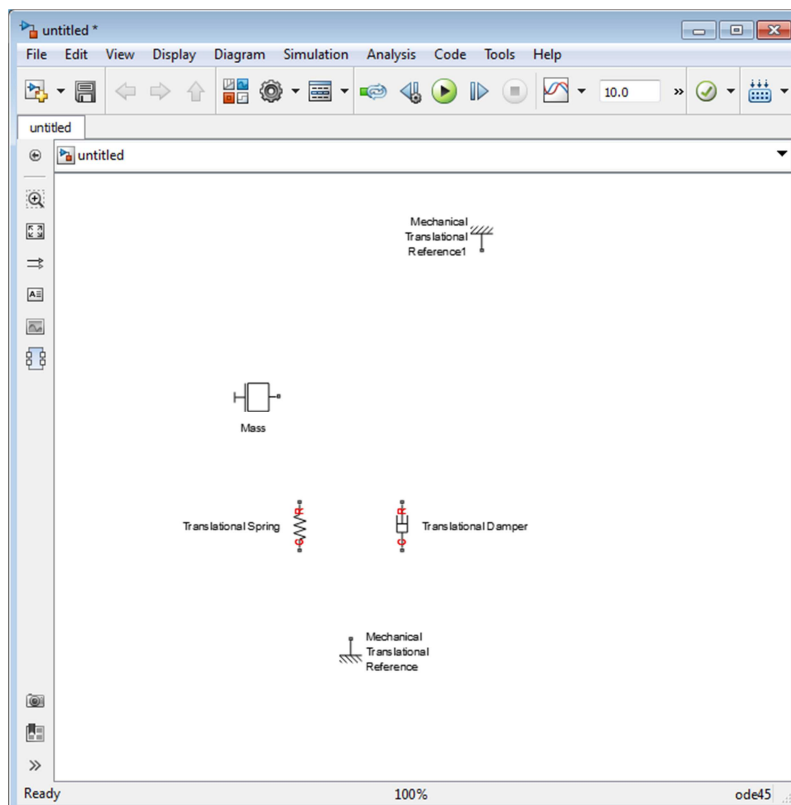 untitled *
File Edit View Display Diagram Simulation Analysis Code Tools Help
10.0 »
untitled
untitled
Mechanical
Translational
Reference1
Mass
R R
Translational Spring Translational Damper
C C
Mechanical
Translational
Reference
Ready 100% ode45